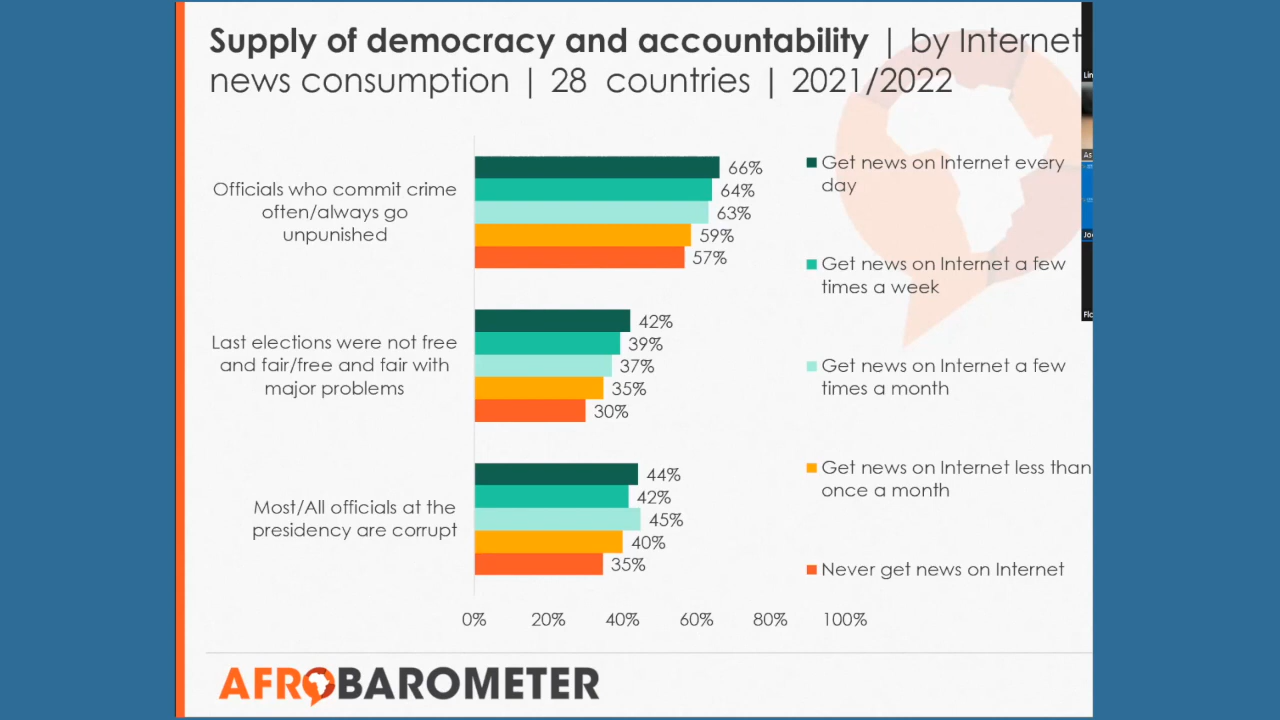 Supply of democracy and accountability | by Internet
news consumption | 28 countries | 2021/2022
Officials who commit crime
often/always go
unpunished
66%
64%
63%
59%
57%
Last elections were not free
and fair/free and fair with
major problems
42%
39%
37%
35%
30%
Most/All officials at the
presidency are corrupt
44%
42%
45%
40%
35%
0% 20% 40% 60% 80% 100%
Get news on Internet every
day
Get news on Internet a few
times a week
Get news on Internet a few
times a month
Get news on Internet less than
once a month
Never get news on Internet
Lin
As
Jo
Flo
AFROBAROMETER